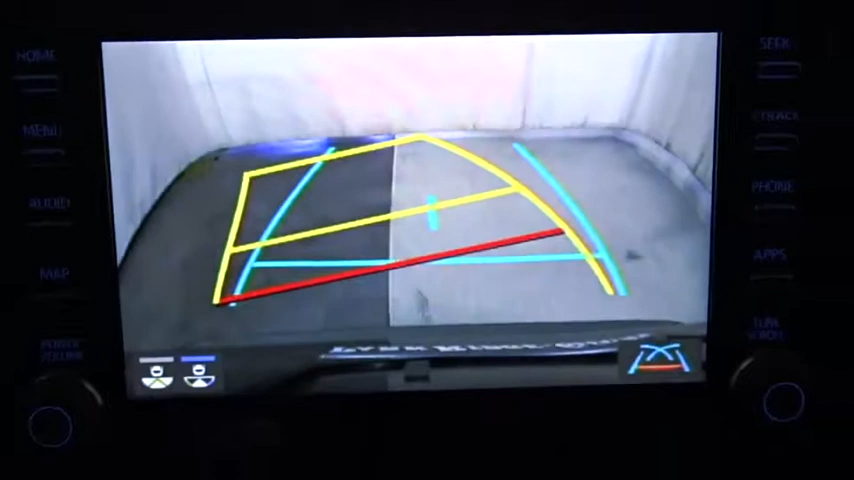 HOME
MENU
AUDIO
MAP
POWER
VOLUME
SEEK
TRACK
PHONE
APPS
TUNE
SCROLL